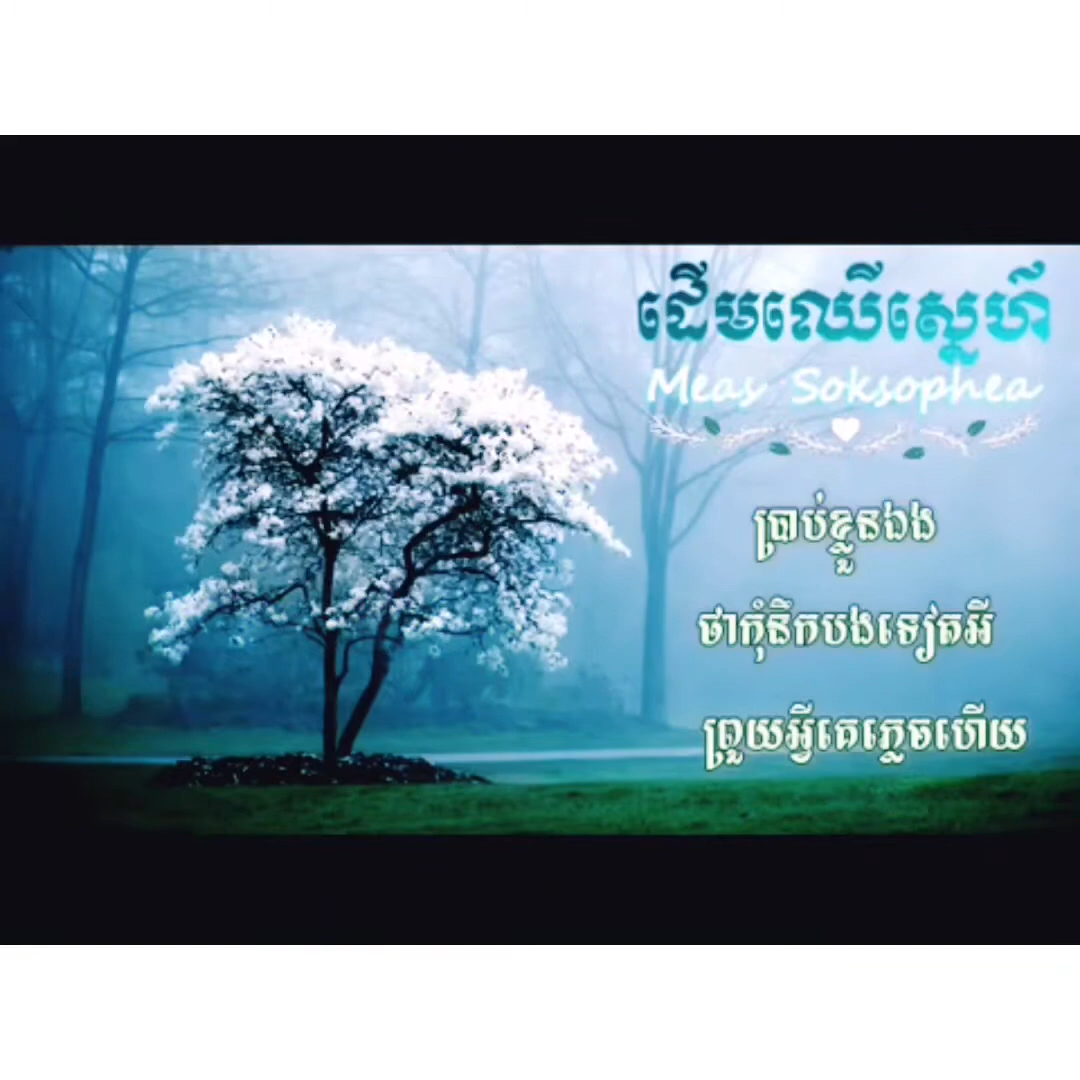 ដើមឈើស្នេហ៍
Meas Soksophea
ប្រាប់ខ្លួនឯង
ថាកុំនឹកបងទៀតអី
ព្រួយអ្វីគេភ្លេចហើយ